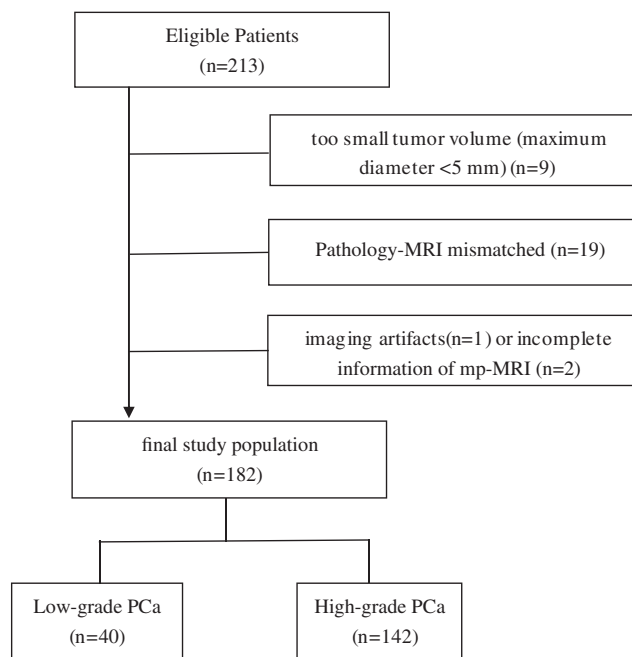 Eligible Patients
(n=213)
too small tumor volume (maximum
diameter <5 mm) (n=9)
Pathology-MRI mismatched (n=19)
imaging artifacts(n=1) or incomplete
information of mp-MRI (n=2)
final study population
(n=182)
Low-grade PCa
(n=40)
High-grade PCa
(n=142)